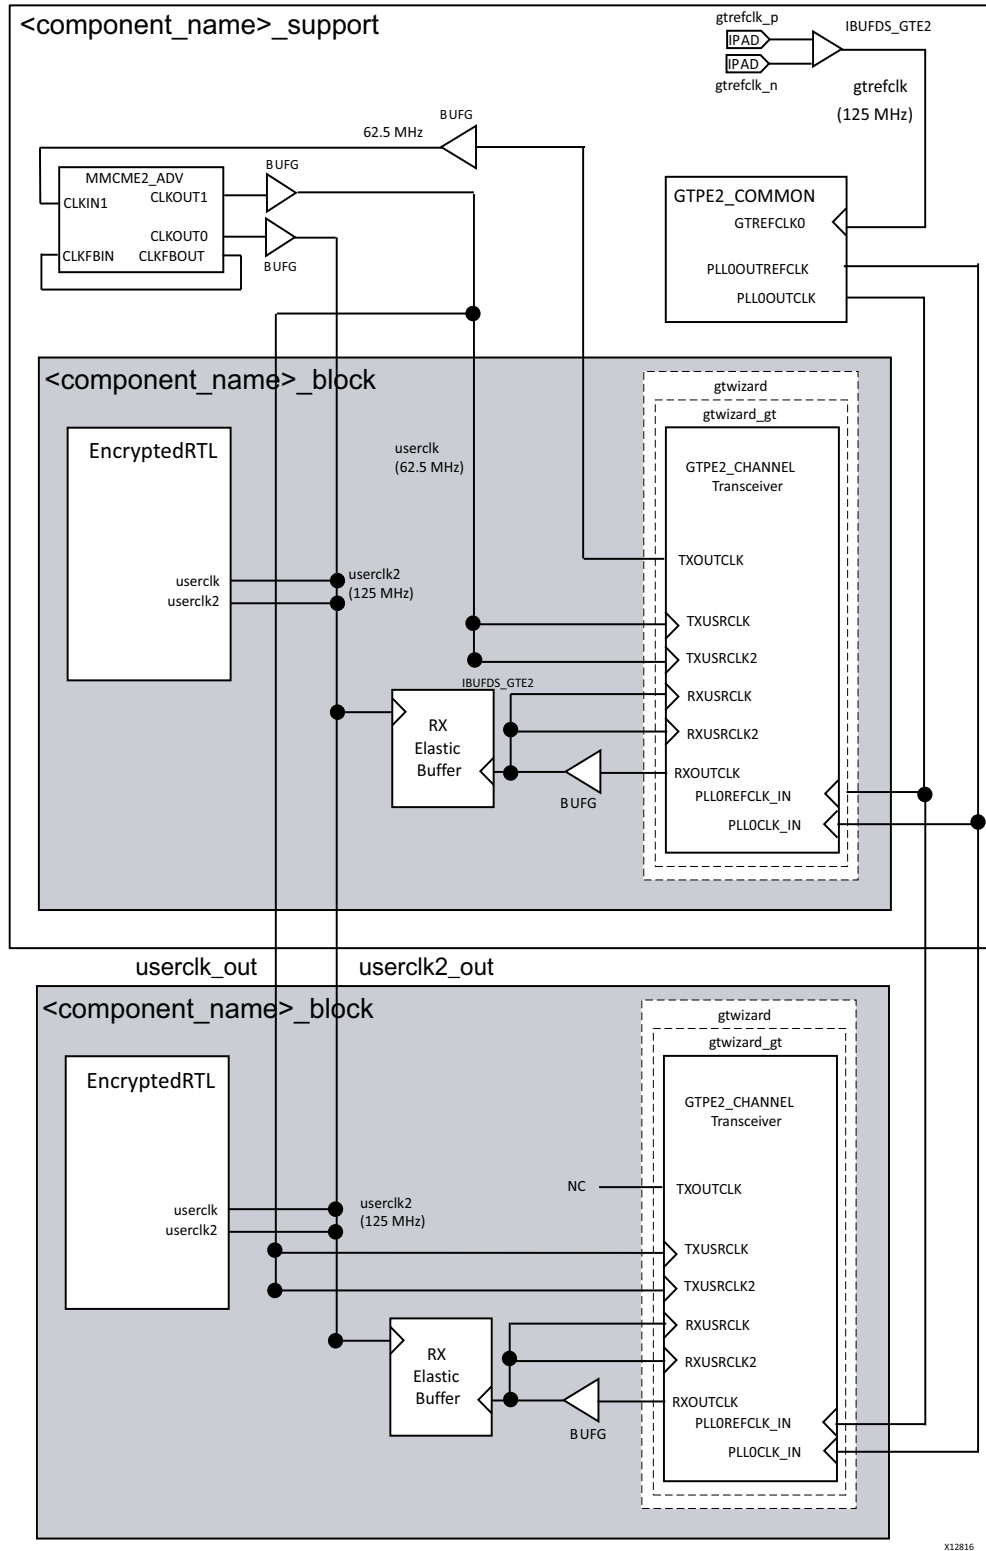 <component_name>_support
gtrefclk_p
IBUFDS_GTE2
IPAD
IPAD
gtrefclk_n
gtrefclk
(125 MHz)
BUFG
62.5 MHz
BUFG
MMCME2_ADV
CLKIN1
CLKOUT1
CLKOUT0
CLKFBIN
CLKFBOUT
BUFG
GTPE2_COMMON
GTREFCLK0
PLL0OUTREFCLK
PLL0OUTCLK
<component_name>_block
gtwizard
gtwizard_gt
EncryptedRTL
userclk
(62.5 MHz)
GTPE2_CHANNEL
Transceiver
TXOUTCLK
userclk
userclk2
userclk2
(125 MHz)
TXUSRCLK
TXUSRCLK2
IBUFDS_GTE2
RXUSRCLK
RX
Elastic
Buffer
RXUSRCLK2
RXOUTCLK
BUFG
PLL0REFCLK_IN
PLL0CLK_IN
userclk_out
userclk2_out
<component_name>_block
gtwizard
gtwizard_gt
EncryptedRTL
GTPE2_CHANNEL
Transceiver
NC
TXOUTCLK
userclk
userclk2
userclk2
(125 MHz)
TXUSRCLK
TXUSRCLK2
RXUSRCLK
RX
Elastic
Buffer
RXUSRCLK2
RXOUTCLK
BUFG
PLL0REFCLK_IN
PLL0CLK_IN
X12816